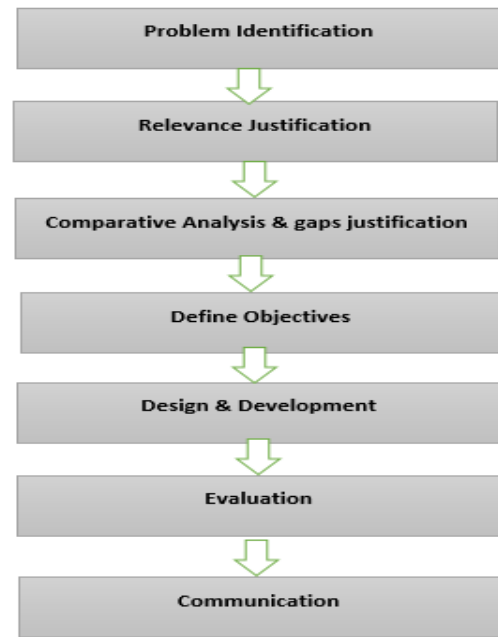 Problem Identification
Relevance Justification
Comparative Analysis & gaps justification
Define Objectives
Design & Development
Evaluation
Communication